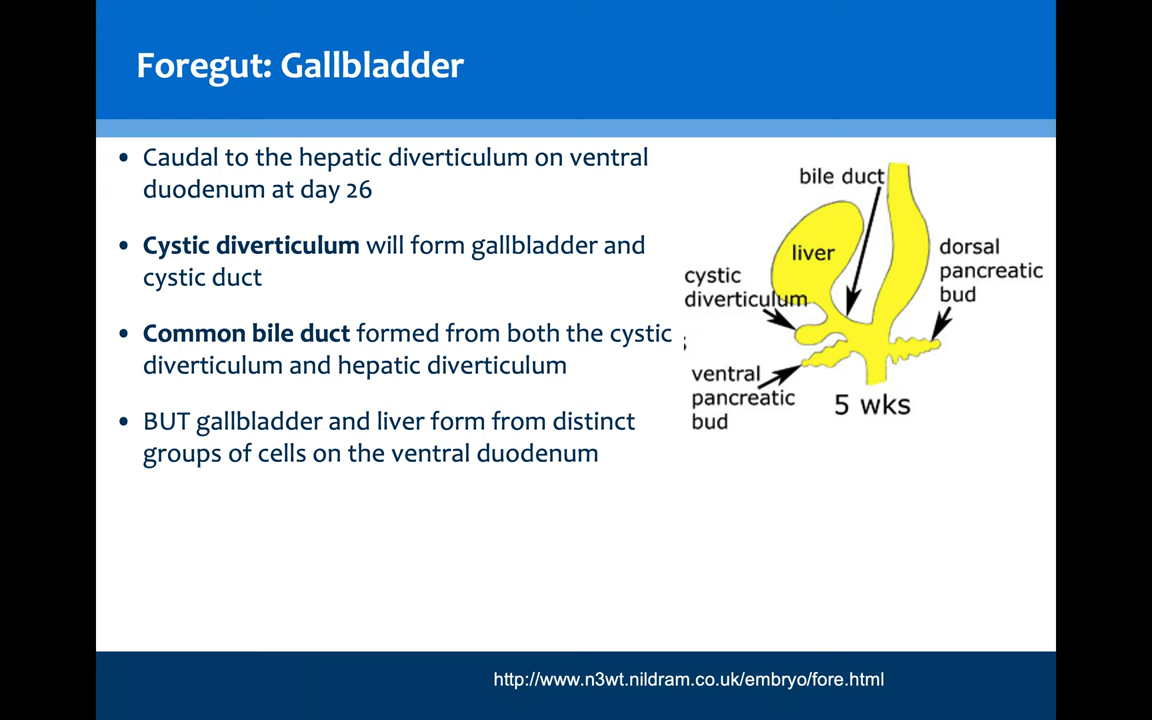 Foregut: Gallbladder
• Caudal to the hepatic diverticulum on ventral
duodenum at day 26
• Cystic diverticulum will form gallbladder and
cystic duct
• Common bile duct formed from both the cystic
diverticulum and hepatic diverticulum
• BUT gallbladder and liver form from distinct
groups of cells on the ventral duodenum
bile duct
liver
cystic
diverticulum
dorsal
pancreatic
bud
ventral
pancreatic
bud
5 wks
http://www.n3wt.nildram.co.uk/embryo/fore.html